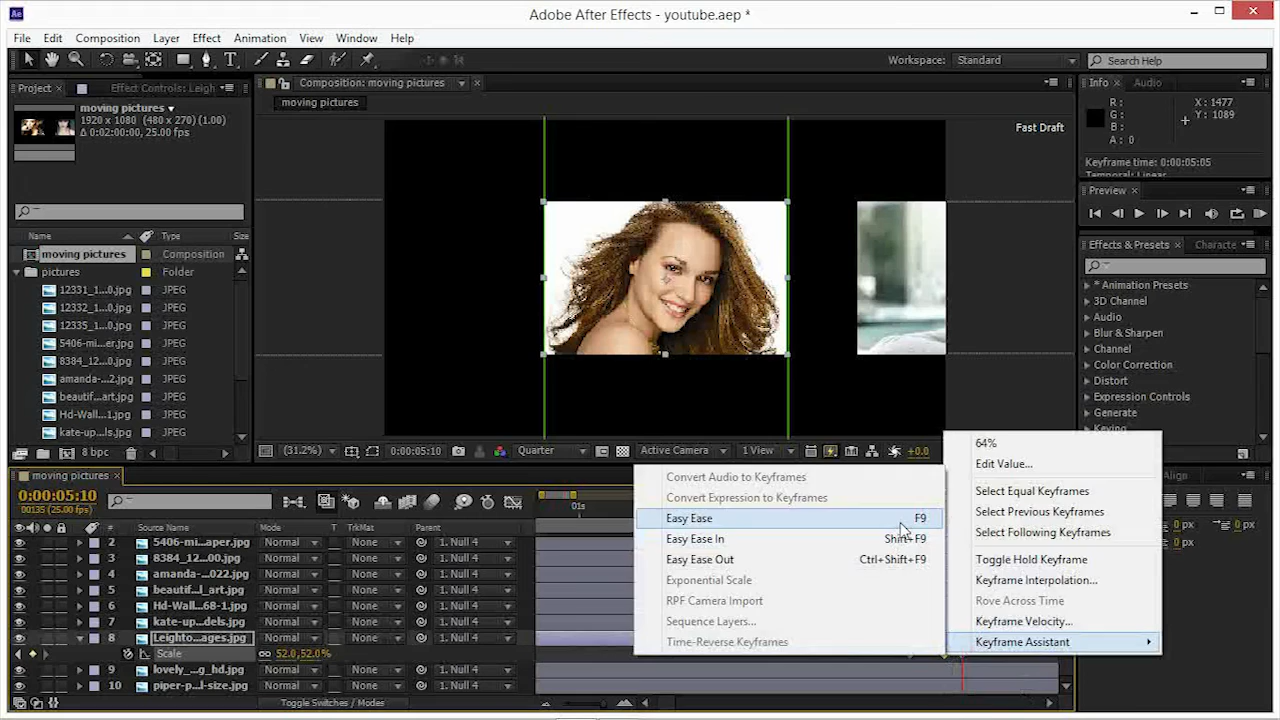 Ae
Adobe After Effects - youtube.aep *
File Edit Composition Layer Effect Animation View Window Help
Workspace: Standard
Search Help
Project
Effect Controls: Leigh
Composition: moving pictures
Info
Audio
moving pictures
1920 x 1080 (480 x 270) (1.00)
Δ 0:02:00:00, 25.00 fps
moving pictures
Fast Draft
R :
G :
B :
A : 0
X : 1477
Y : 1089
Keyframe time: 0:00:05:05
Temporal: Linear
Preview
Name
Type
Size
moving pictures Composition
pictures Folder
12331_1...0.jpg JPEG
12332_1...0.jpg JPEG
12335_1...0.jpg JPEG
5406-mi...er.jpg JPEG
8384_12...0.jpg JPEG
amanda-...2.jpg JPEG
beautif...art.jpg JPEG
Hd-Wall...1.jpg JPEG
kate-up...ls.jpg JPEG
8 bpc
Effects & Presets
Characte
* Animation Presets
3D Channel
Audio
Blur & Sharpen
Channel
Color Correction
Distort
Expression Controls
Generate
Keying
(31.2%)
0:00:05:10
Quarter
Active Camera
1 View
+0.0
64%
Edit Value...
Select Equal Keyframes
Select Previous Keyframes
Select Following Keyframes
Toggle Hold Keyframe
Keyframe Interpolation...
Rove Across Time
Keyframe Velocity...
Keyframe Assistant
Convert Audio to Keyframes
Convert Expression to Keyframes
Easy Ease F9
Easy Ease In Shift+F9
Easy Ease Out Ctrl+Shift+F9
Exponential Scale
RPF Camera Import
Sequence Layers...
Time-Reverse Keyframes
Align
0 px
0 px
0 px
moving pictures
0:00:05:10
00135 (25.00 fps)
01s
# Source Name Mode T TrkMat Parent
2 5406-mi...aper.jpg Normal None 1. Null 4
3 8384_12...00.jpg Normal None 1. Null 4
4 amanda-...022.jpg Normal None 1. Null 4
5 beautif...l_art.jpg Normal None 1. Null 4
6 Hd-Wall...68-1.jpg Normal None 1. Null 4
7 kate-up...dels.jpg Normal None 1. Null 4
8 Leighto...ages.jpg Normal None 1. Null 4
Scale 52.0,52.0%
9 lovely_...g_hd.jpg Normal None 1. Null 4
10 piper-p...l-size.jpg Normal None 1. Null 4
Toggle Switches / Modes